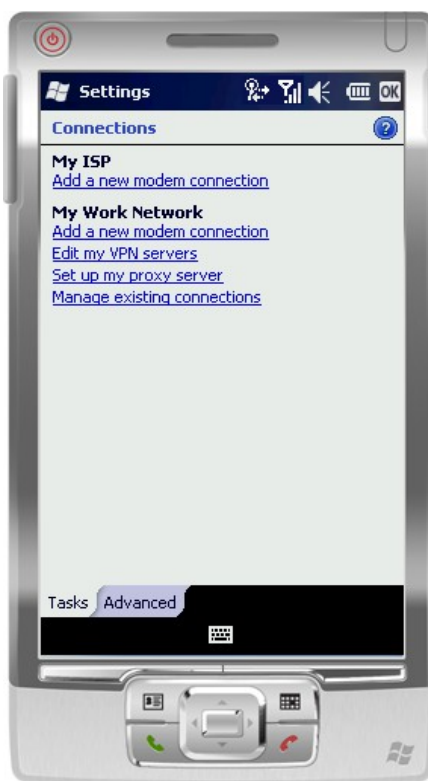 Settings
OK
Connections
?
My ISP
Add a new modem connection
My Work Network
Add a new modem connection
Edit my VPN servers
Set up my proxy server
Manage existing connections
Tasks
Advanced